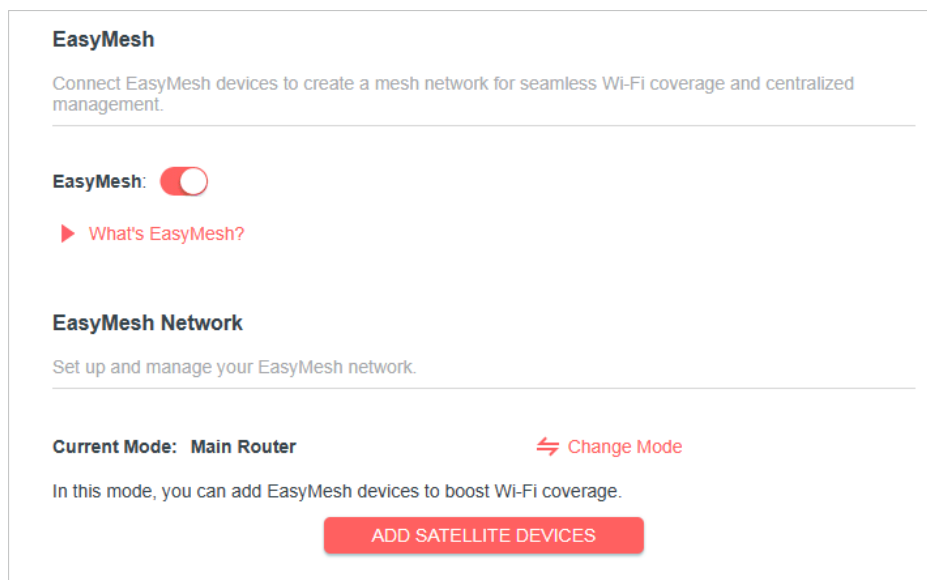 EasyMesh
Connect EasyMesh devices to create a mesh network for seamless Wi-Fi coverage and centralized
management.
EasyMesh:
What's EasyMesh?
EasyMesh Network
Set up and manage your EasyMesh network.
Current Mode: Main Router Change Mode
In this mode, you can add EasyMesh devices to boost Wi-Fi coverage.
ADD SATELLITE DEVICES